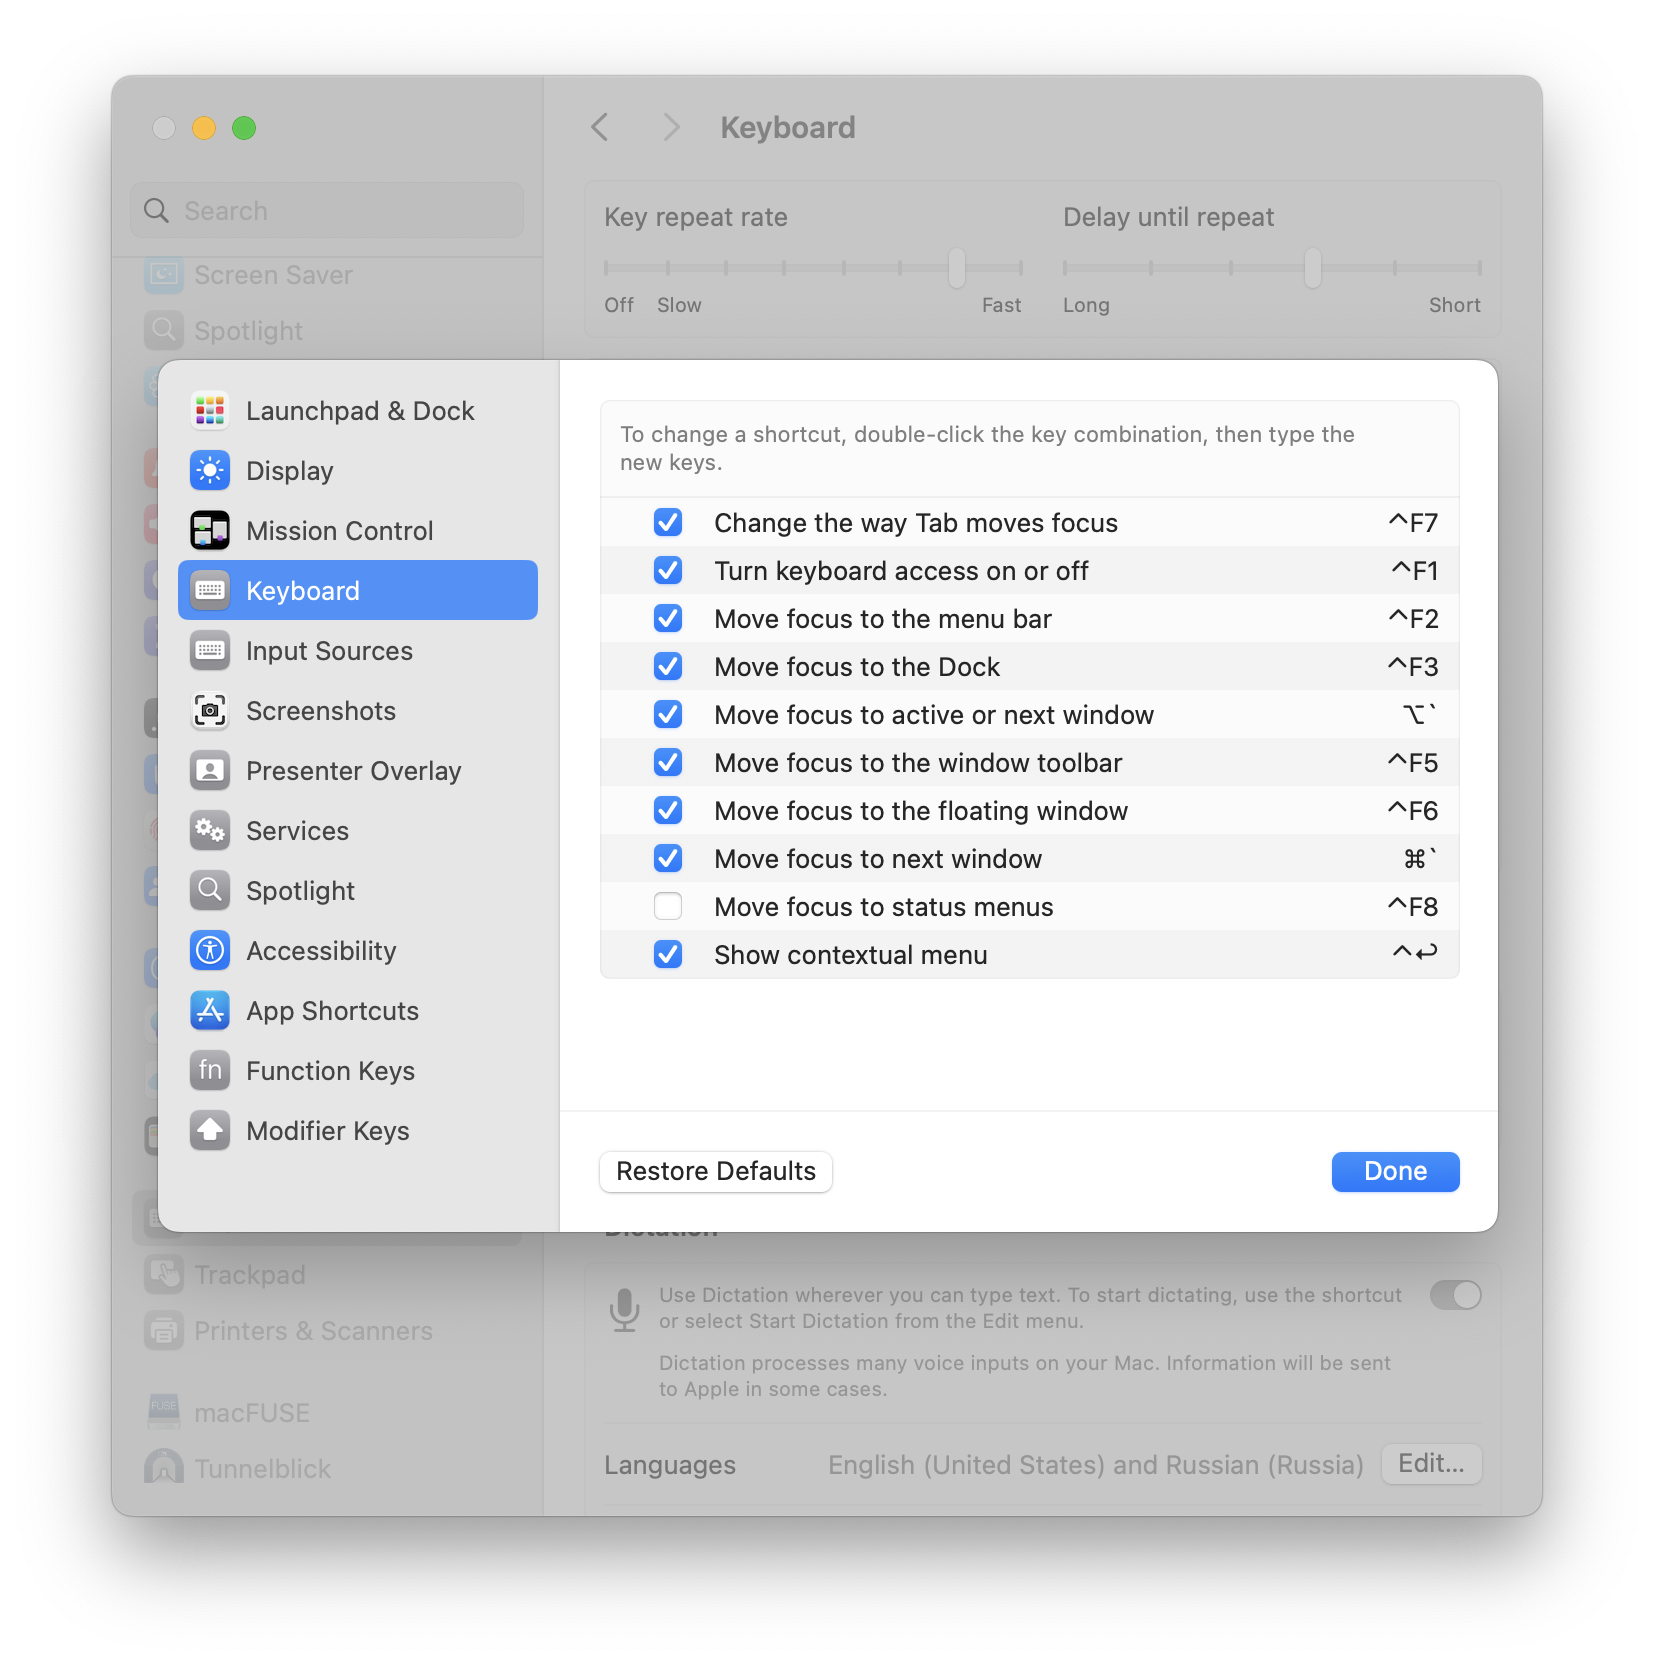 Keyboard
Search
Key repeat rate
Delay until repeat
Off
Slow
Fast
Long
Short
Screen Saver
Spotlight
Launchpad & Dock
Display
Mission Control
Keyboard
Input Sources
Screenshots
Presenter Overlay
Services
Spotlight
Accessibility
App Shortcuts
fn
Function Keys
Modifier Keys
To change a shortcut, double-click the key combination, then type the
new keys.
Change the way Tab moves focus ^F7
Turn keyboard access on or off ^F1
Move focus to the menu bar ^F2
Move focus to the Dock ^F3
Move focus to active or next window ⌥`
Move focus to the window toolbar ^F5
Move focus to the floating window ^F6
Move focus to next window ⌘`
Move focus to status menus ^F8
Show contextual menu ^↩
Restore Defaults
Done
Trackpad
Printers & Scanners
FUSE
macFUSE
Tunnelblick
Dictation
Use Dictation wherever you can type text. To start dictating, use the shortcut
or select Start Dictation from the Edit menu.
Dictation processes many voice inputs on your Mac. Information will be sent
to Apple in some cases.
Languages
English (United States) and Russian (Russia)
Edit...